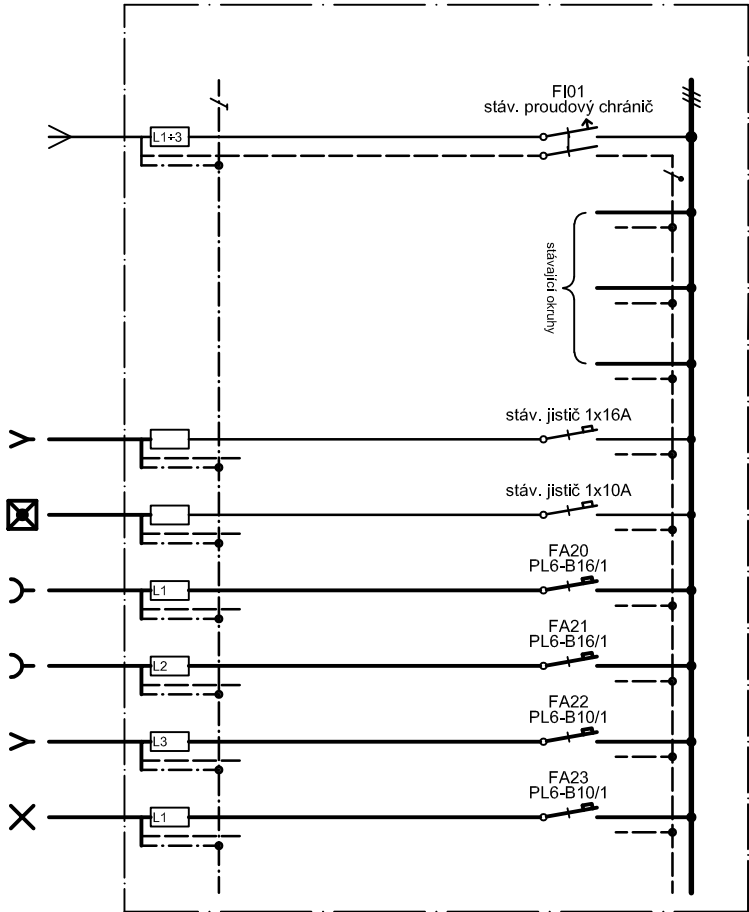 FI01
stáv. proudový chránič
L1÷3
stávající okruhy
stáv. jistič 1x16A
stáv. jistič 1x10A
FA20
PL6-B16/1
L1
FA21
PL6-B16/1
L2
FA22
PL6-B10/1
L3
FA23
PL6-B10/1
L1